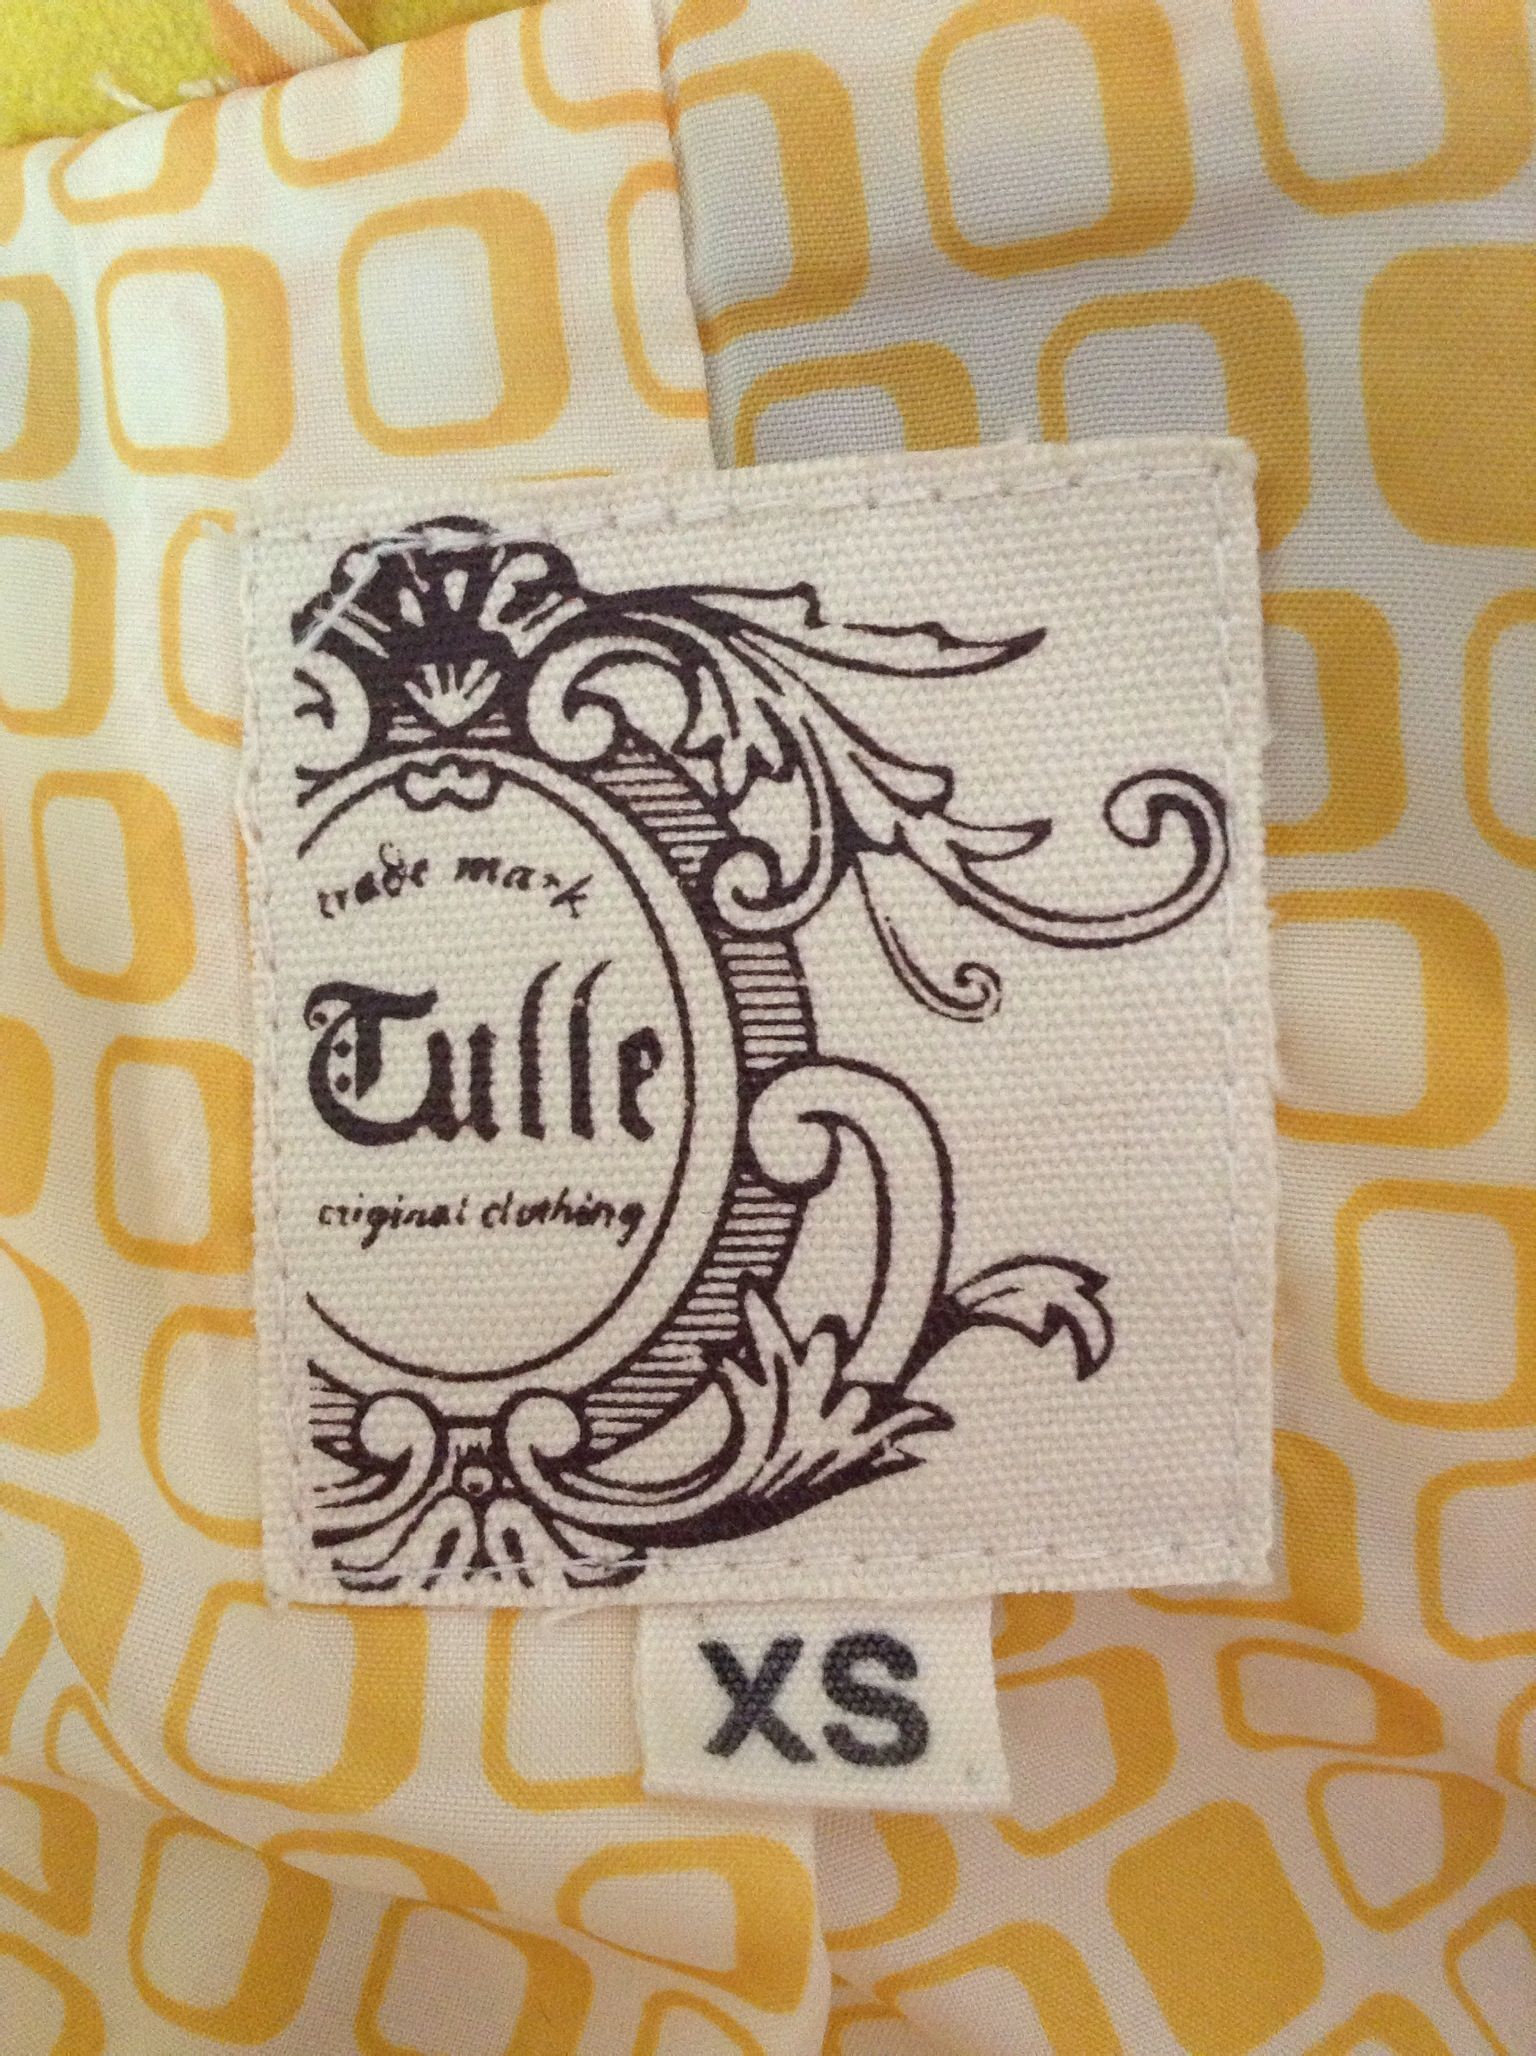 trade mark
Tulle
original clothing
XS